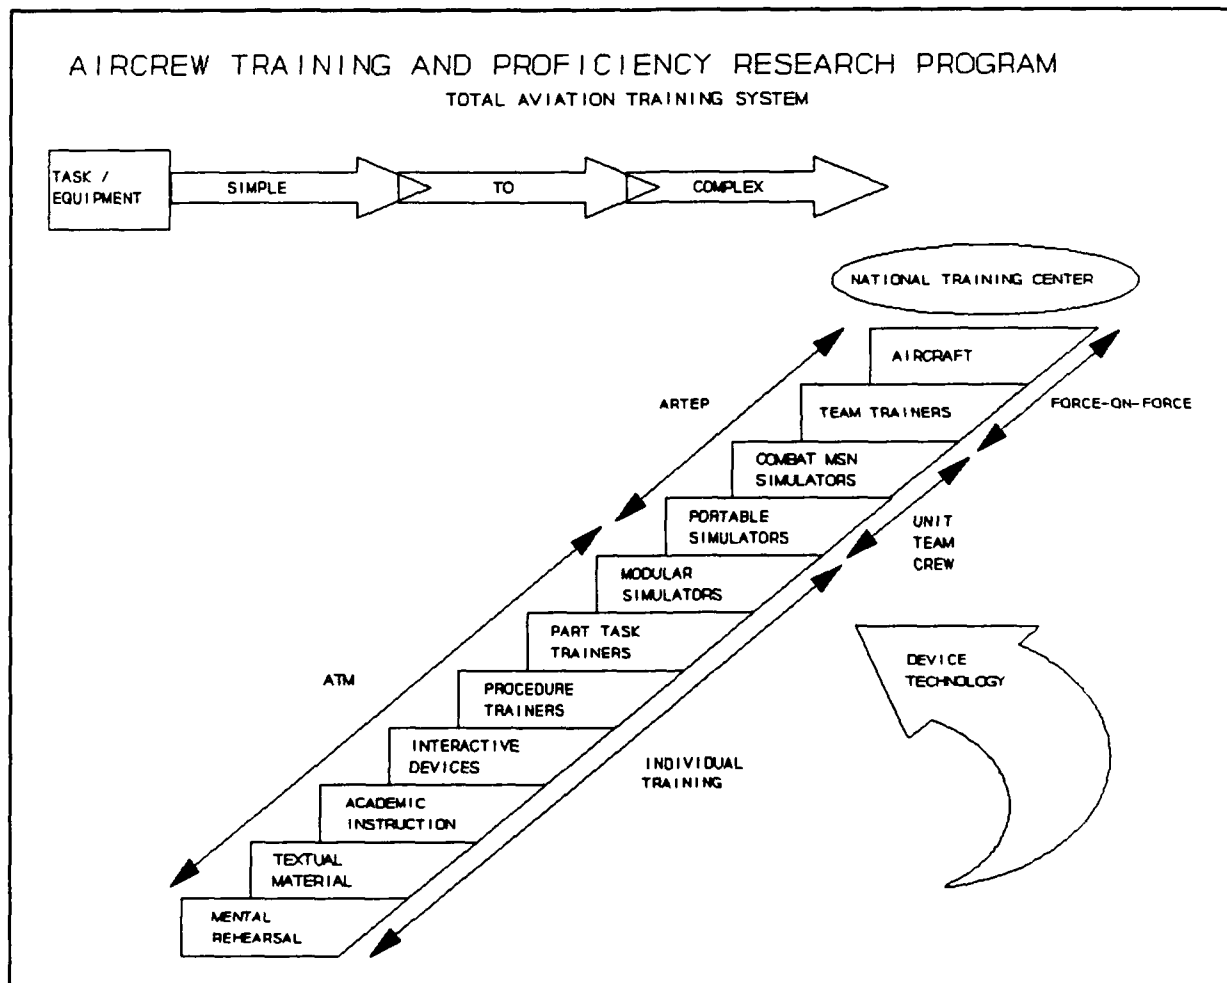 AIRCREW TRAINING AND PROFICIENCY RESEARCH PROGRAM
TOTAL AVIATION TRAINING SYSTEM
TASK /
EQUIPMENT
SIMPLE
TO
COMPLEX
NATIONAL TRAINING CENTER
AIRCRAFT
TEAM TRAINERS
COMBAT MSN
SIMULATORS
PORTABLE
SIMULATORS
MODULAR
SIMULATORS
PART TASK
TRAINERS
PROCEDURE
TRAINERS
INTERACTIVE
DEVICES
ACADEMIC
INSTRUCTION
TEXTUAL
MATERIAL
MENTAL
REHEARSAL
ARTEP
ATM
FORCE-ON-FORCE
UNIT
TEAM
CREW
INDIVIDUAL
TRAINING
DEVICE
TECHNOLOGY